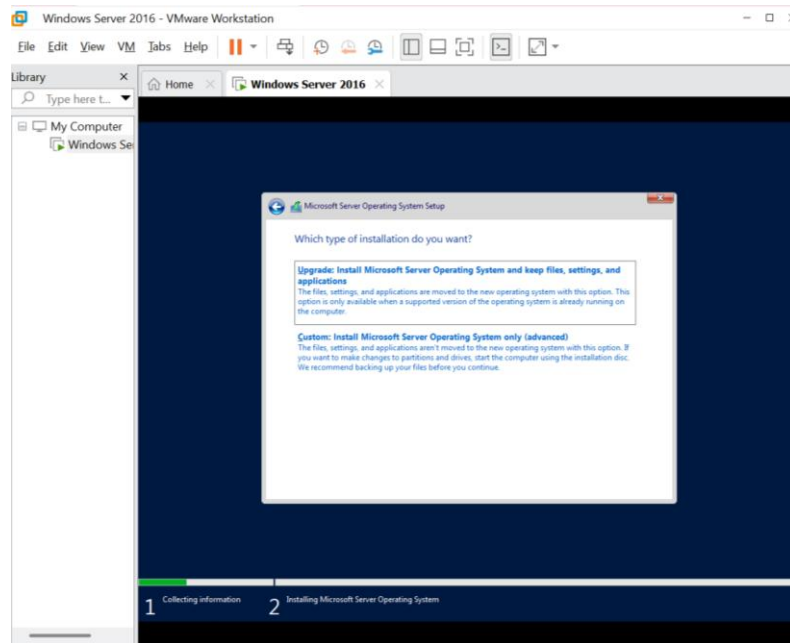 Windows Server 2016 - VMware Workstation
File Edit View VM Tabs Help
Library
Home
Windows Server 2016
Type here t...
My Computer
Windows Se
Microsoft Server Operating System Setup
Which type of installation do you want?
Upgrade: Install Microsoft Server Operating System and keep files, settings, and
applications
The files, settings, and applications are moved to the new operating system with this option. This
option is only available when a supported version of the operating system is already running on
the computer.
Custom: Install Microsoft Server Operating System only (advanced)
The files, settings, and applications aren't moved to the new operating system with this option. If
you want to make changes to partitions and drives, start the computer using the installation disc.
We recommend backing up your files before you continue.
1 Collecting information
2 Installing Microsoft Server Operating System